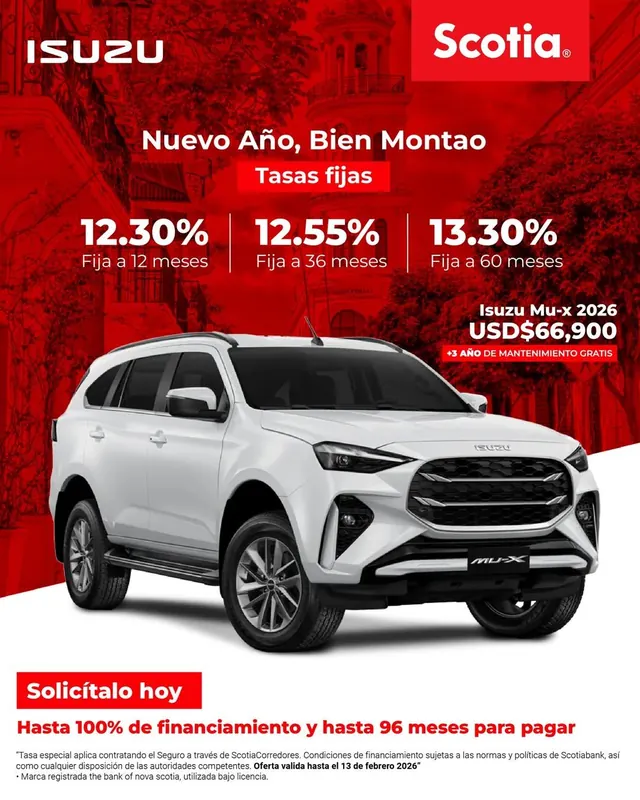 ISUZU
Scotia®
Nuevo Año, Bien Montao
Tasas fijas
12.30%
Fija a 12 meses
12.55%
Fija a 36 meses
13.30%
Fija a 60 meses
Isuzu Mu-x 2026
USD$66,900
+3 AÑO DE MANTENIMIENTO GRATIS
ISUZU
MU-X
Solicítalo hoy
Hasta 100% de financiamiento y hasta 96 meses para pagar
"Tasa especial aplica contratando el Seguro a través de ScotiaCorredores. Condiciones de financiamiento sujetas a las normas y políticas de Scotiabank, así
como cualquier disposición de las autoridades competentes. Oferta valida hasta el 13 de febrero 2026"
• Marca registrada the bank of nova scotia, utilizada bajo licencia.